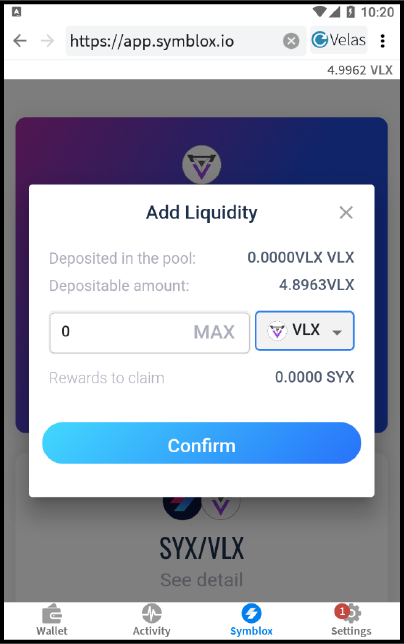 10:20
https://app.symblox.io
Velas
4.9962 VLX
Add Liquidity
Deposited in the pool: 0.0000VLX VLX
Depositable amount: 4.8963VLX
0 MAX VLX
Rewards to claim 0.0000 SYX
Confirm
SYX/VLX
See detail
1
Wallet Activity Symblox Settings